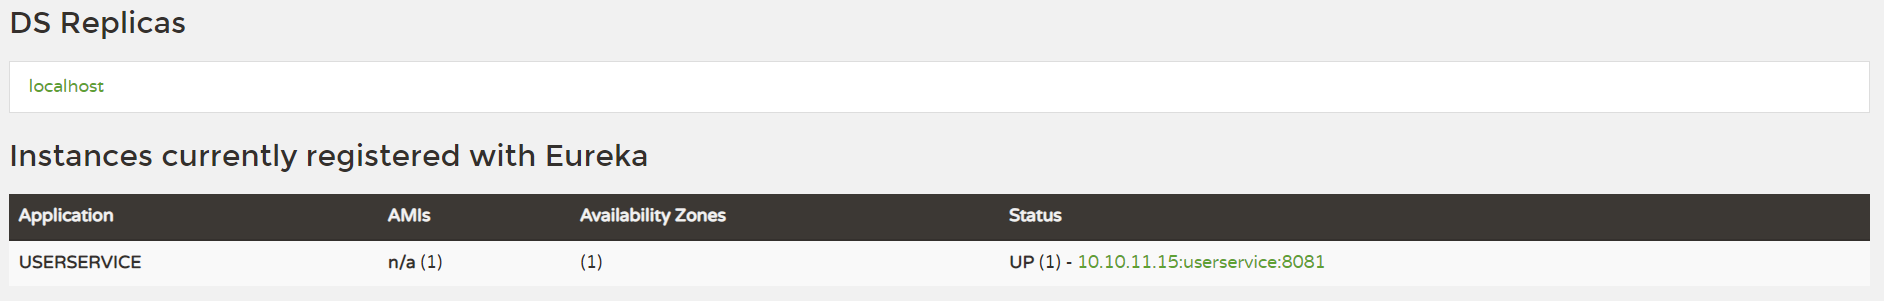 DS Replicas
localhost
Instances currently registered with Eureka
Application AMIs Availability Zones Status
USERSERVICE n/a (1) (1) UP (1) - 10.10.11.15:userservice:8081